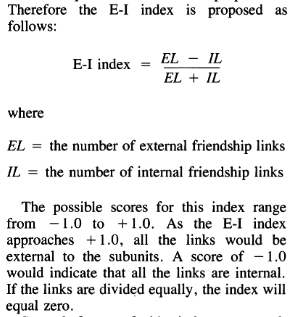 Therefore the E-I index is proposed as
follows:
E-I index = EL − IL
EL + IL
where
EL = the number of external friendship links
IL = the number of internal friendship links
The possible scores for this index range
from −1.0 to +1.0. As the E-I index
approaches +1.0, all the links would be
external to the subunits. A score of −1.0
would indicate that all the links are internal.
If the links are divided equally, the index will
equal zero.